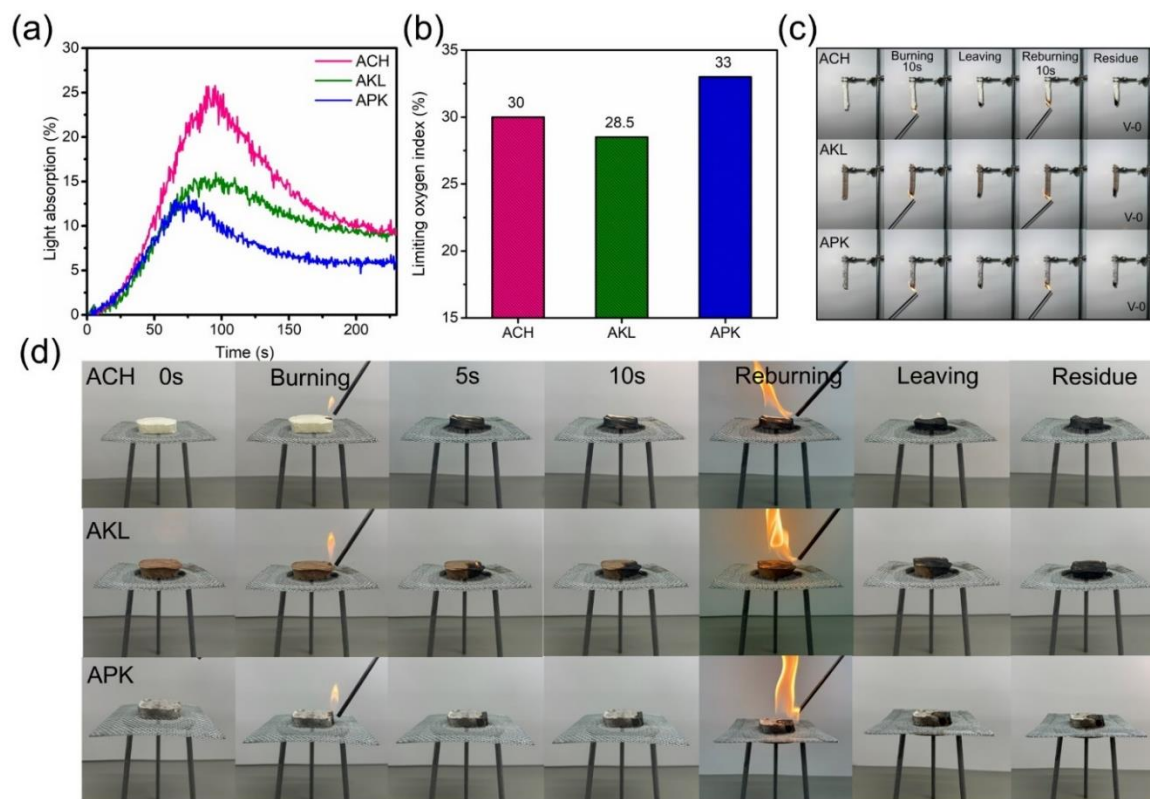 (a)
Light absorption (%)
30
25
20
15
10
5
0
0 50 100 150 200
Time (s)
ACH
AKL
APK
(b)
Limiting oxygen index (%)
35
30
25
20
15
30
28.5
33
ACH AKL APK
(c)
ACH Burning 10s Leaving Reburning 10s Residue
V-0
AKL
V-0
APK
V-0
(d)
ACH 0s Burning 5s 10s Reburning Leaving Residue
AKL
APK